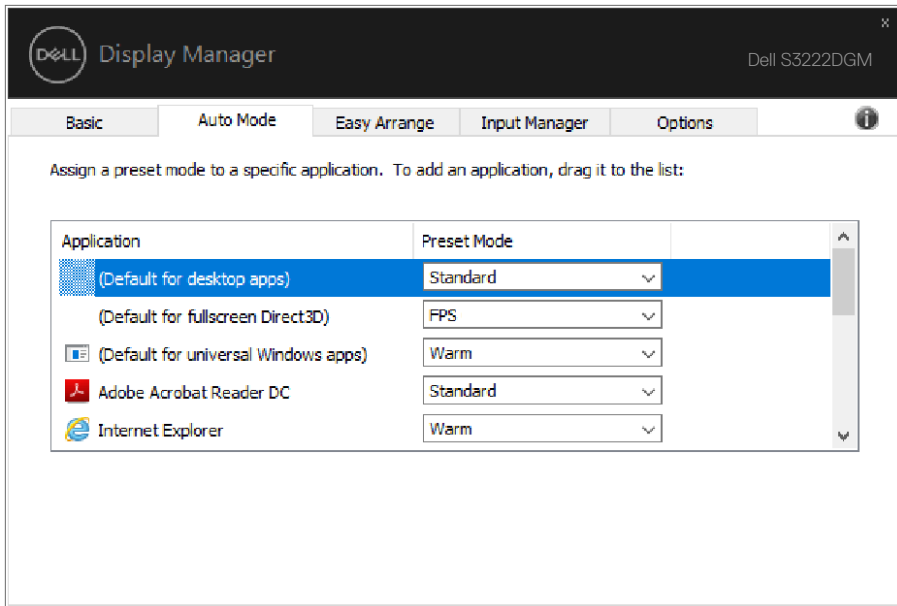 DELL Display Manager
x
Dell S3222DGM
Basic Auto Mode Easy Arrange Input Manager Options
Assign a preset mode to a specific application. To add an application, drag it to the list:
Application Preset Mode
(Default for desktop apps) Standard
(Default for fullscreen Direct3D) FPS
(Default for universal Windows apps) Warm
Adobe Acrobat Reader DC Standard
Internet Explorer Warm